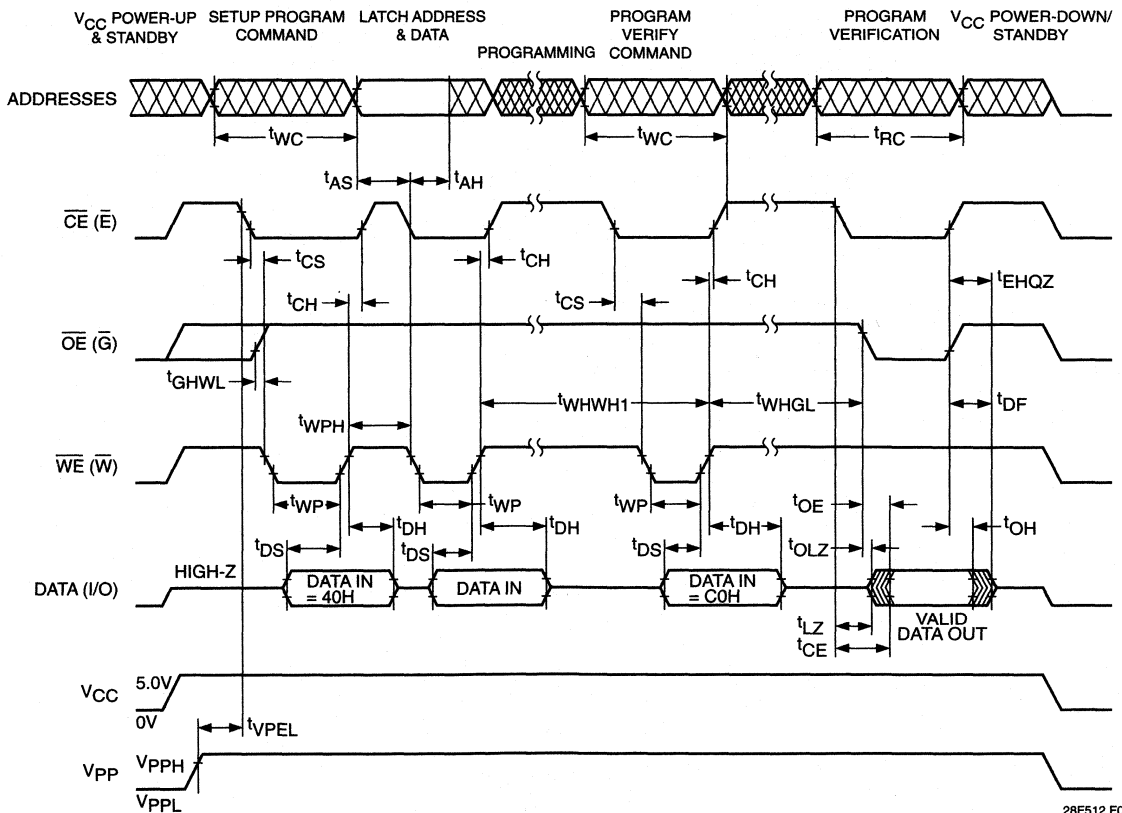 VCC POWER-UP & STANDBY
SETUP PROGRAM COMMAND
LATCH ADDRESS & DATA
PROGRAMMING
PROGRAM VERIFY COMMAND
PROGRAM VERIFICATION
VCC POWER-DOWN/ STANDBY
ADDRESSES
tWC
tWC
tRC
tAS
tAH
CE (E)
tCS
tCH
tCH
tCS
tCH
tEHQZ
OE (G)
tGHWL
tWPH
tWHWH1
tWHGL
tDF
WE (W)
tWP
tWP
tWP
tOE
tDH
tDH
tDH
tOH
tDS
tDS
tDS
tOLZ
HIGH-Z
DATA (I/O)
DATA IN = 40H
DATA IN
DATA IN = C0H
tLZ
VALID DATA OUT
tCE
VCC
5.0V
0V
tVPEL
VPP
VPPH
VPPL